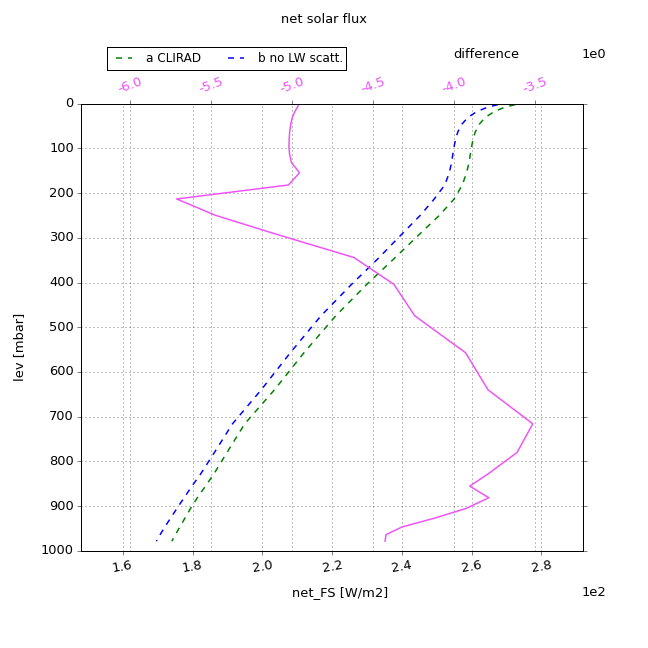 net solar flux
a CLIRAD b no LW scatt. difference 1e0
-6.0 -5.5 -5.0 -4.5 -4.0 -3.5
0
100
200
300
400
500
600
700
800
900
1000
lev [mbar]
1.6 1.8 2.0 2.2 2.4 2.6 2.8
net_FS [W/m2] 1e2